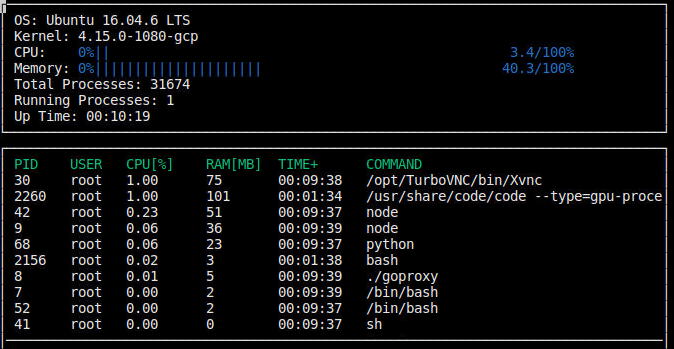 OS: Ubuntu 16.04.6 LTS
Kernel: 4.15.0-1080-gcp
CPU: 0%|| 3.4/100%
Memory: 0%||||||||||||||||||||| 40.3/100%
Total Processes: 31674
Running Processes: 1
Up Time: 00:10:19
PID USER CPU[%] RAM[MB] TIME+ COMMAND
30 root 1.00 75 00:09:38 /opt/TurboVNC/bin/Xvnc
2260 root 1.00 101 00:01:34 /usr/share/code/code --type=gpu-proce
42 root 0.23 51 00:09:37 node
9 root 0.06 36 00:09:39 node
68 root 0.06 23 00:09:37 python
2156 root 0.02 3 00:01:38 bash
8 root 0.01 5 00:09:39 ./goproxy
7 root 0.00 2 00:09:39 /bin/bash
52 root 0.00 2 00:09:37 /bin/bash
41 root 0.00 0 00:09:37 sh